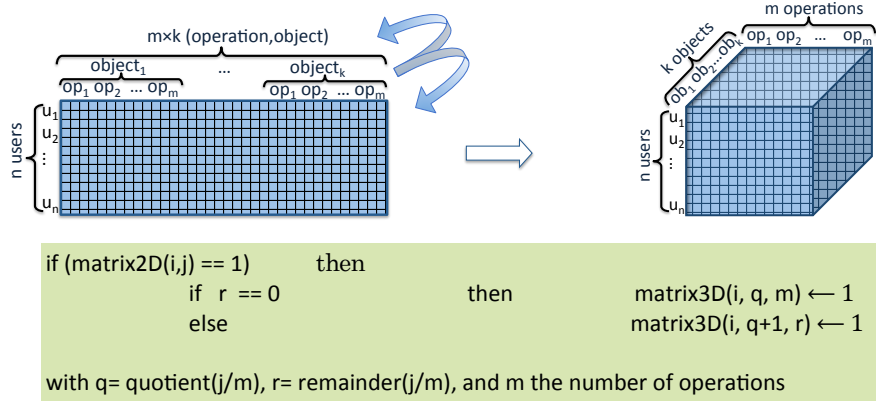 m×k (operation,object)
object₁ ... objectₖ
op₁ op₂ ... opₘ op₁ op₂ ... opₘ
u₁
u₂
⋮
uₙ
n users
m operations
op₁ op₂ ... opₘ
k objects
ob₁ ob₂...obₖ
u₁
u₂
⋮
uₙ
n users
if (matrix2D(i,j) == 1) then
if r == 0 then matrix3D(i, q, m) ← 1
else matrix3D(i, q+1, r) ← 1
with q= quotient(j/m), r= remainder(j/m), and m the number of operations